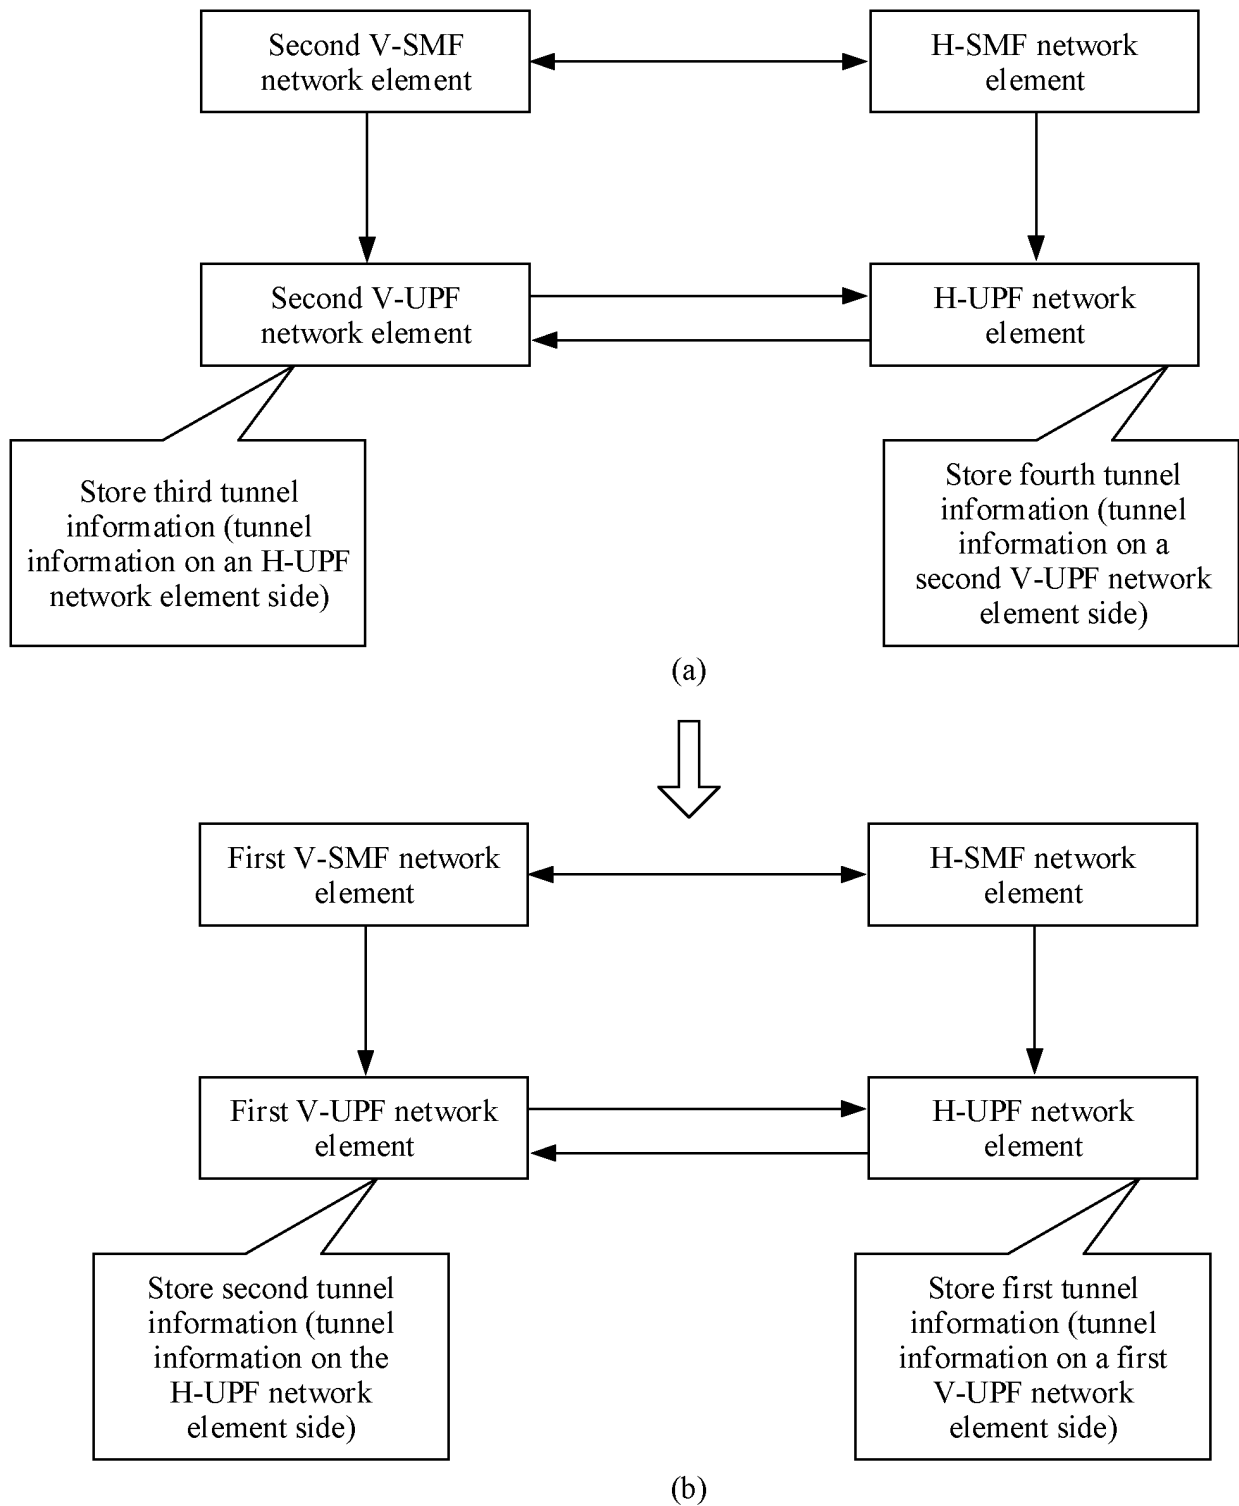 Second V-SMF
network element
H-SMF network
element
Second V-UPF
network element
H-UPF network
element
Store third tunnel
information (tunnel
information on an H-UPF
network element side)
Store fourth tunnel
information (tunnel
information on a
second V-UPF network
element side)
(a)
First V-SMF network
element
H-SMF network
element
First V-UPF network
element
H-UPF network
element
Store second tunnel
information (tunnel
information on the
H-UPF network
element side)
Store first tunnel
information (tunnel
information on a first
V-UPF network
element side)
(b)